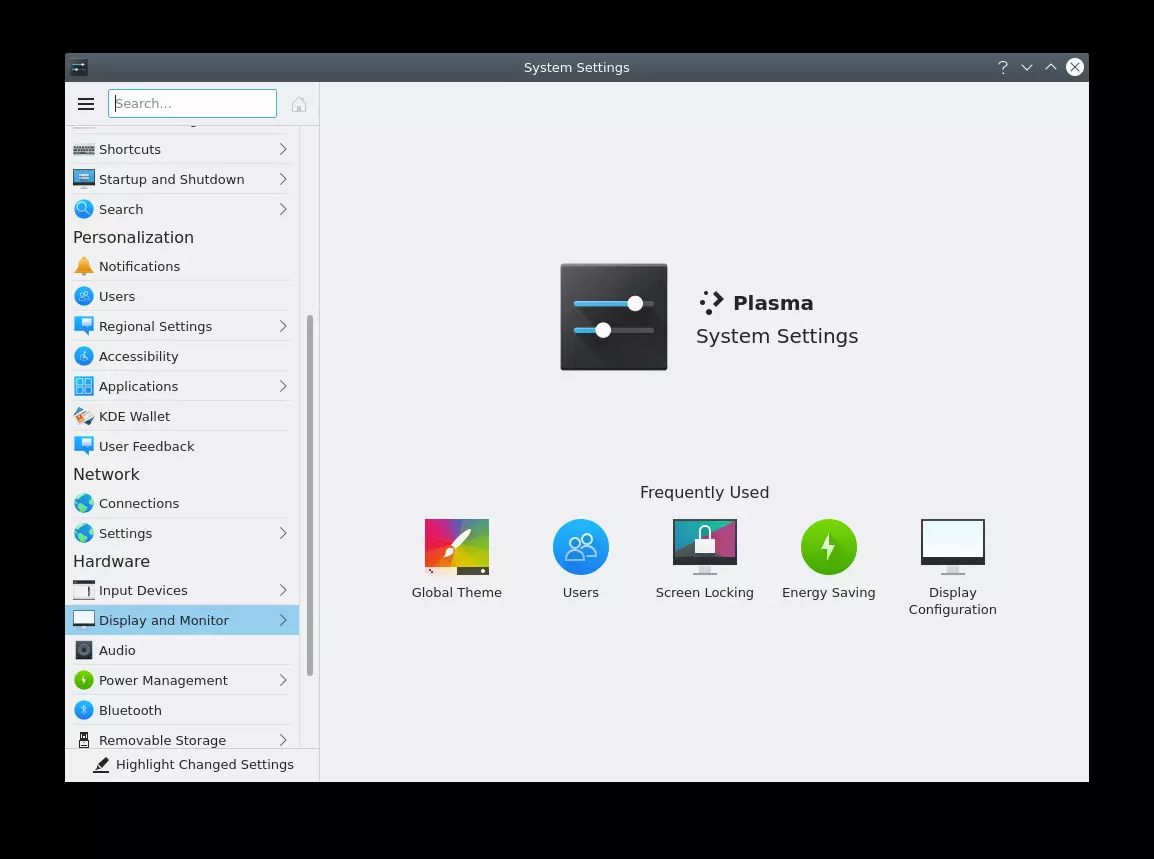 System Settings
Search...
Shortcuts
Startup and Shutdown
Search
Personalization
Notifications
Users
Regional Settings
Accessibility
Applications
KDE Wallet
User Feedback
Network
Connections
Settings
Hardware
Input Devices
Display and Monitor
Audio
Power Management
Bluetooth
Removable Storage
Highlight Changed Settings
Plasma
System Settings
Frequently Used
Global Theme
Users
Screen Locking
Energy Saving
Display
Configuration